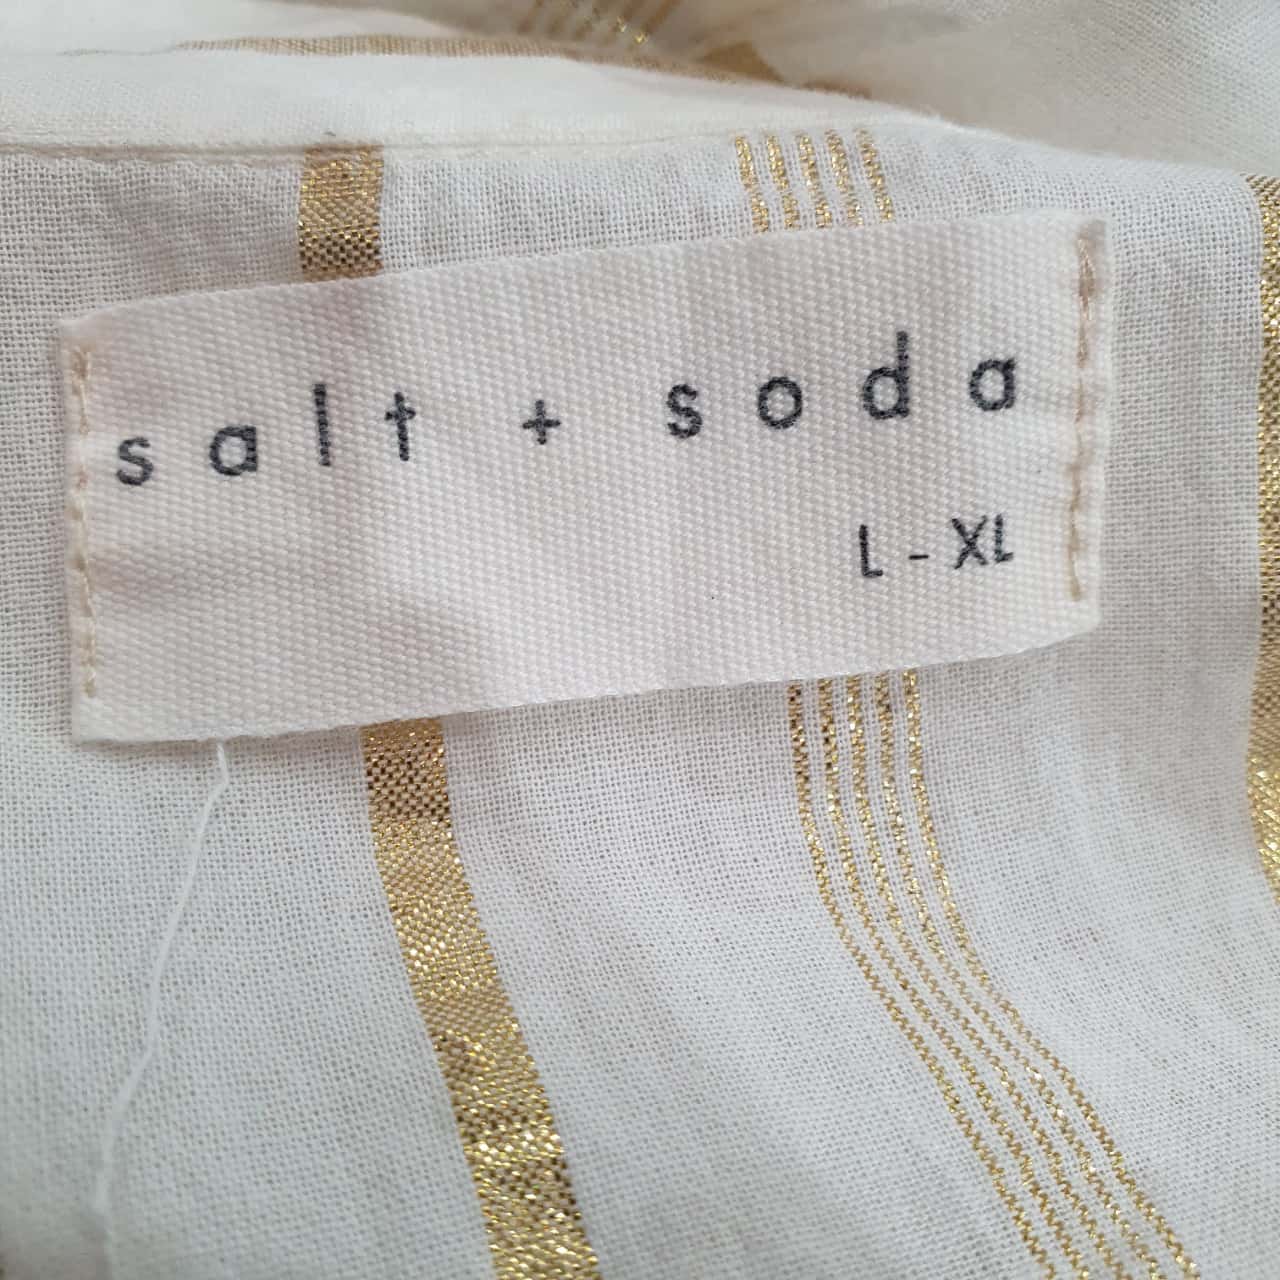 salt + soda
L - XL